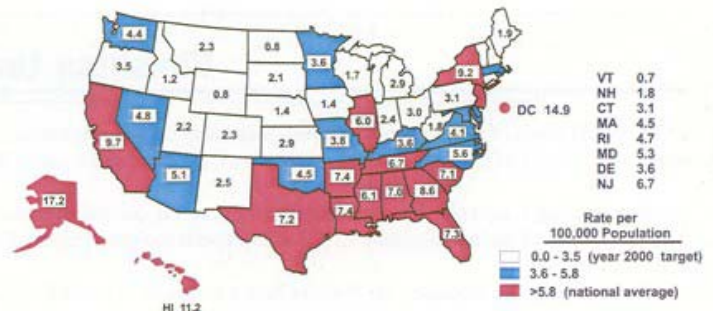 4.4
2.3
0.8
3.6
1.9
3.5
1.2
0.8
2.1
1.7
2.9
9.2
4.8
2.2
2.3
1.4
1.4
6.0
2.4
3.0
3.1
9.7
2.9
3.8
3.6
1.8
4.1
5.1
2.5
4.5
7.4
6.7
5.6
7.1
7.2
7.4
6.1
7.0
8.6
7.3
17.2
HI 11.2
DC 14.9
VT 0.7
NH 1.8
CT 3.1
MA 4.5
RI 4.7
MD 5.3
DE 3.6
NJ 6.7
Rate per
100,000 Population
0.0 - 3.5 (year 2000 target)
3.6 - 5.8
>5.8 (national average)